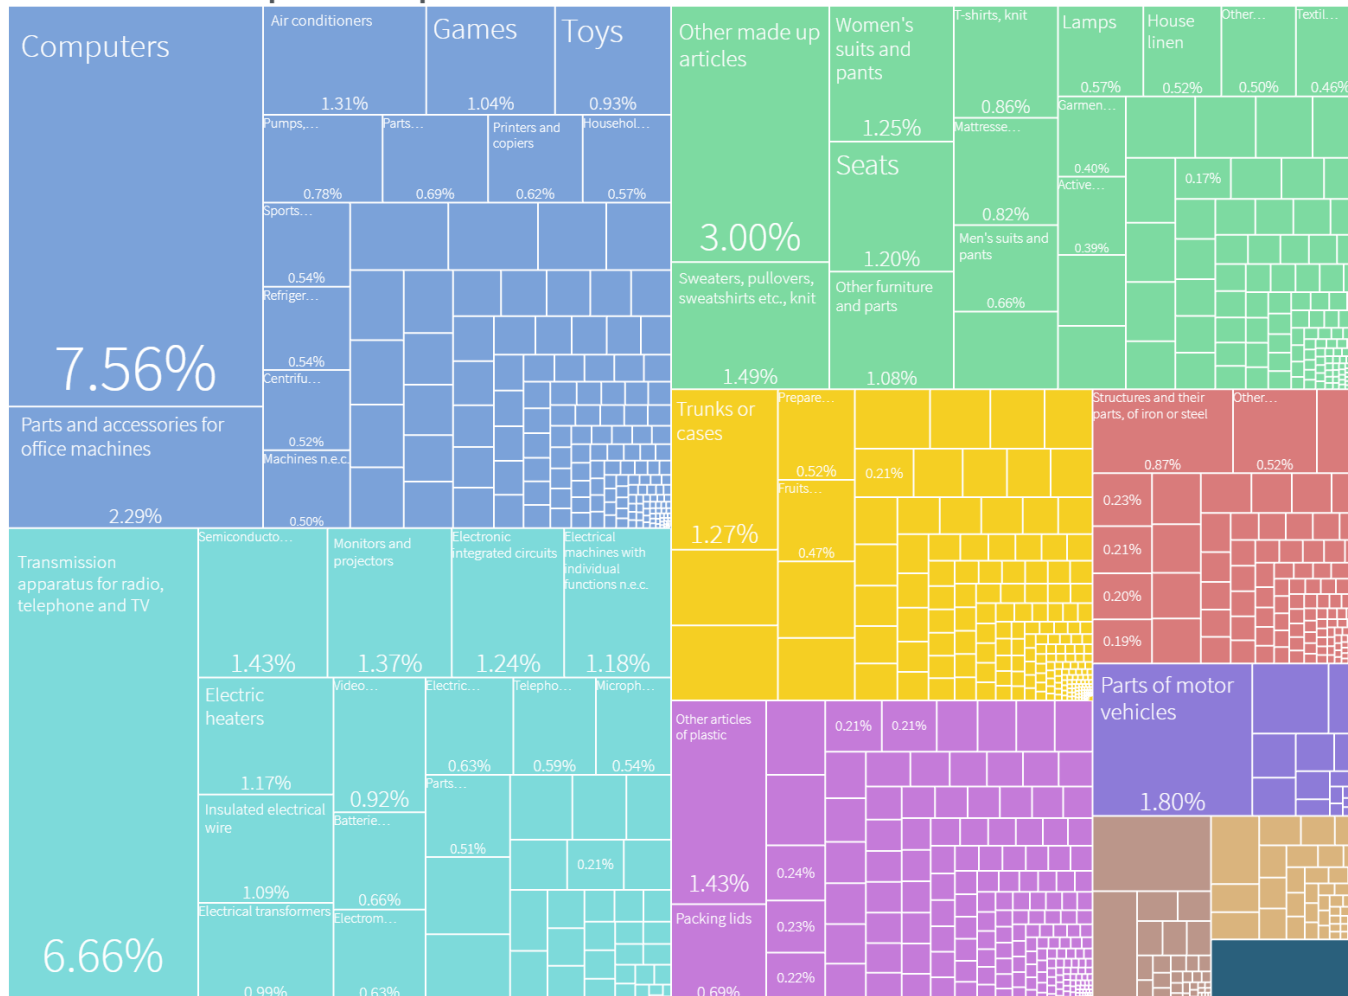 Computers
7.56%
Parts and accessories for
office machines
2.29%
Air conditioners
1.31%
Games
1.04%
Toys
0.93%
Pumps,...
0.78%
Parts...
0.69%
Printers and
copiers
0.62%
Househol...
0.57%
Sports...
0.54%
Refriger...
0.54%
Centrifu...
0.52%
Machines n.e.c.
0.50%
Other made up
articles
3.00%
Sweaters, pullovers,
sweatshirts etc., knit
1.49%
Women's
suits and
pants
1.25%
Seats
1.20%
Other furniture
and parts
1.08%
T-shirts, knit
0.86%
Mattresse...
0.82%
Men's suits and
pants
0.66%
Lamps
0.57%
House
linen
0.52%
Other...
0.50%
Textil...
0.46%
Garmen...
0.40%
Active...
0.39%
0.17%
Transmission
apparatus for radio,
telephone and TV
6.66%
Semiconducto...
1.43%
Monitors and
projectors
1.37%
Electronic
integrated circuits
1.24%
Electrical
machines with
individual
functions n.e.c.
1.18%
Electric
heaters
1.17%
Insulated electrical
wire
1.09%
Electrical transformers
0.99%
Video...
0.92%
Batterie...
0.66%
Electrom...
0.63%
Electric...
0.63%
Telepho...
0.59%
Microph...
0.54%
Parts...
0.51%
0.21%
Trunks or
cases
1.27%
Prepare...
0.52%
Fruits...
0.47%
0.21%
Structures and their
parts, of iron or steel
0.87%
Other...
0.52%
0.23%
0.21%
0.20%
0.19%
Other articles
of plastic
1.43%
Packing lids
0.69%
0.24%
0.23%
0.22%
0.21%
0.21%
Parts of motor
vehicles
1.80%